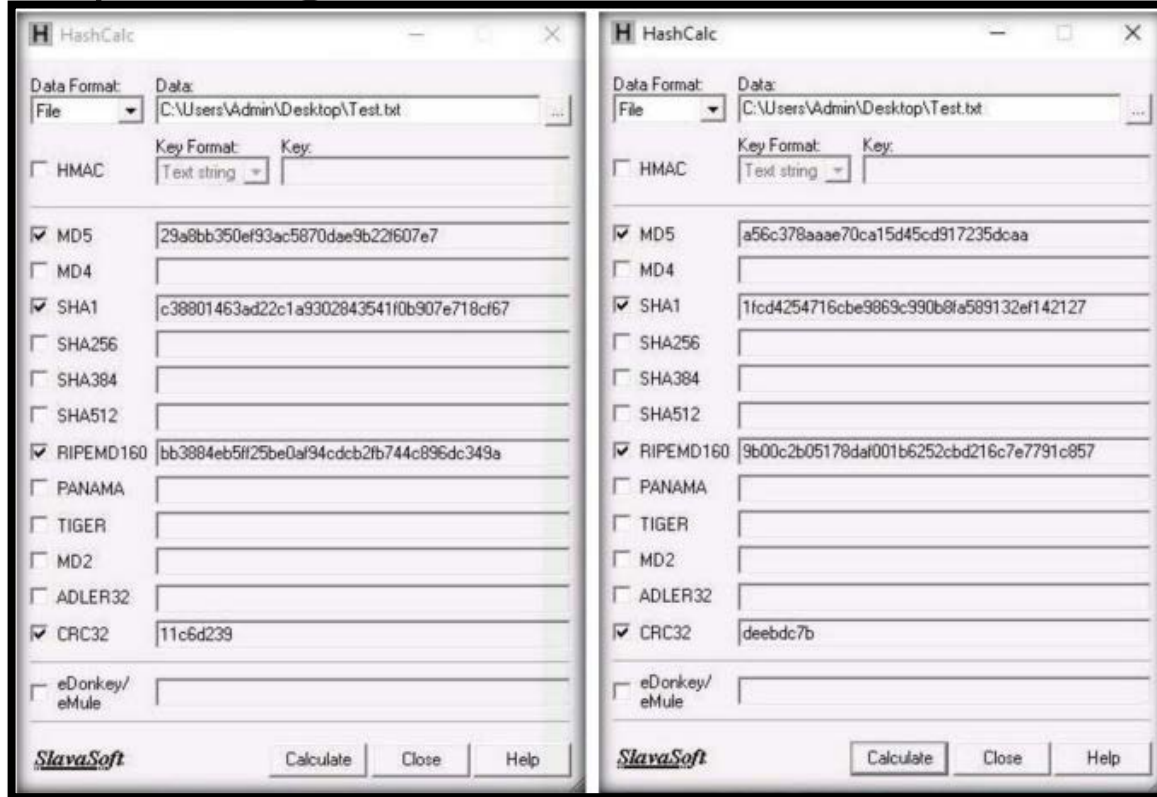 HashCalc
Data Format: Data:
File C:\Users\Admin\Desktop\Test.txt ...
Key Format: Key:
HMAC Text string
MD5 29a8bb350ef93ac5870dae9b22f607e7
MD4
SHA1 c38801463ad22c1a9302843541f0b907e718cf67
SHA256
SHA384
SHA512
RIPEMD160 bb3884eb5ff25be0af94cdcb2fb744c896dc349a
PANAMA
TIGER
MD2
ADLER32
CRC32 11c6d239
eDonkey/
eMule
SlavaSoft Calculate Close Help
HashCalc
Data Format: Data:
File C:\Users\Admin\Desktop\Test.txt ...
Key Format: Key:
HMAC Text string
MD5 a56c378aaae70ca15d45cd917235dcaa
MD4
SHA1 1fcd4254716cbe9869c990b8fa589132ef142127
SHA256
SHA384
SHA512
RIPEMD160 9b00c2b05178daf001b6252cbd216c7e7791c857
PANAMA
TIGER
MD2
ADLER32
CRC32 deebdc7b
eDonkey/
eMule
SlavaSoft Calculate Close Help